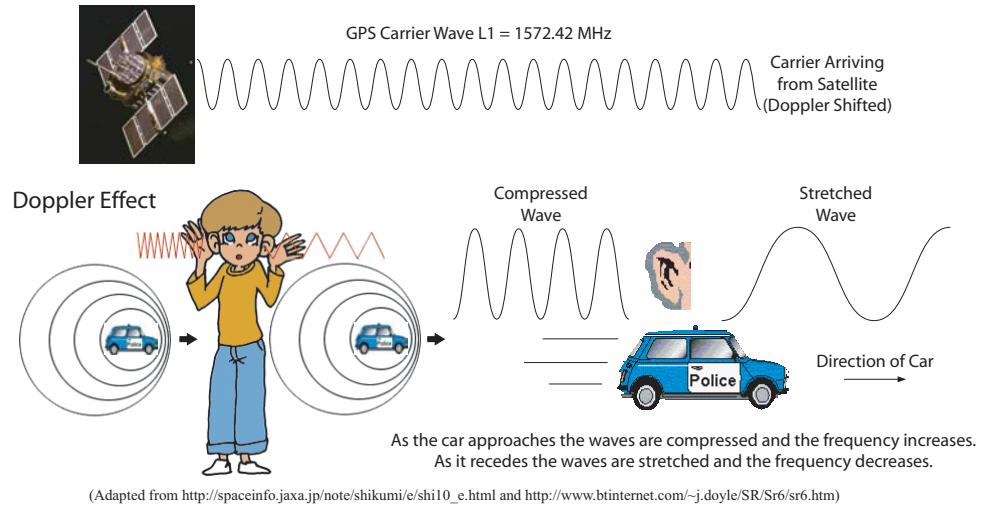 GPS Carrier Wave L1 = 1572.42 MHz
Carrier Arriving
from Satellite
(Doppler Shifted)
Doppler Effect
Compressed
Wave
Stretched
Wave
Police
Police
Police
Direction of Car
As the car approaches the waves are compressed and the frequency increases.
As it recedes the waves are stretched and the frequency decreases.
(Adapted from http://spaceinfo.jaxa.jp/note/shikumi/e/shi10_e.html and http://www.btinternet.com/~j.doyle/SR/Sr6/sr6.htm)